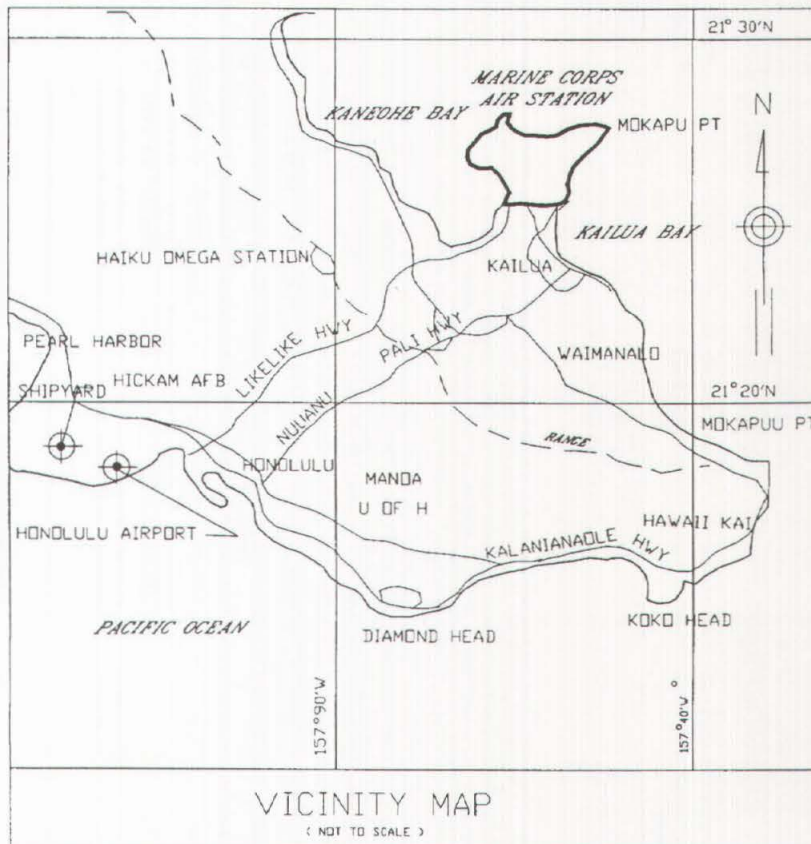 21° 30'N
MARINE CORPS
AIR STATION
KANEOHE BAY
MOKAPU PT
N
KAILUA BAY
HAIKU OMEGA STATION
KAILUA
LIKELIKE HWY
PALI HWY
NUUANU
PEARL HARBOR
WAIMANALO
SHIPYARD
HICKAM AFB
21° 20'N
MOKAPUU PT
RANGE
HONOLULU
MANOA
U OF H
HAWAII KAI
HONOLULU AIRPORT
KALANIANAOLE HWY
PACIFIC OCEAN
DIAMOND HEAD
KOKO HEAD
157°90'W
157°40'W
VICINITY MAP
( NOT TO SCALE )